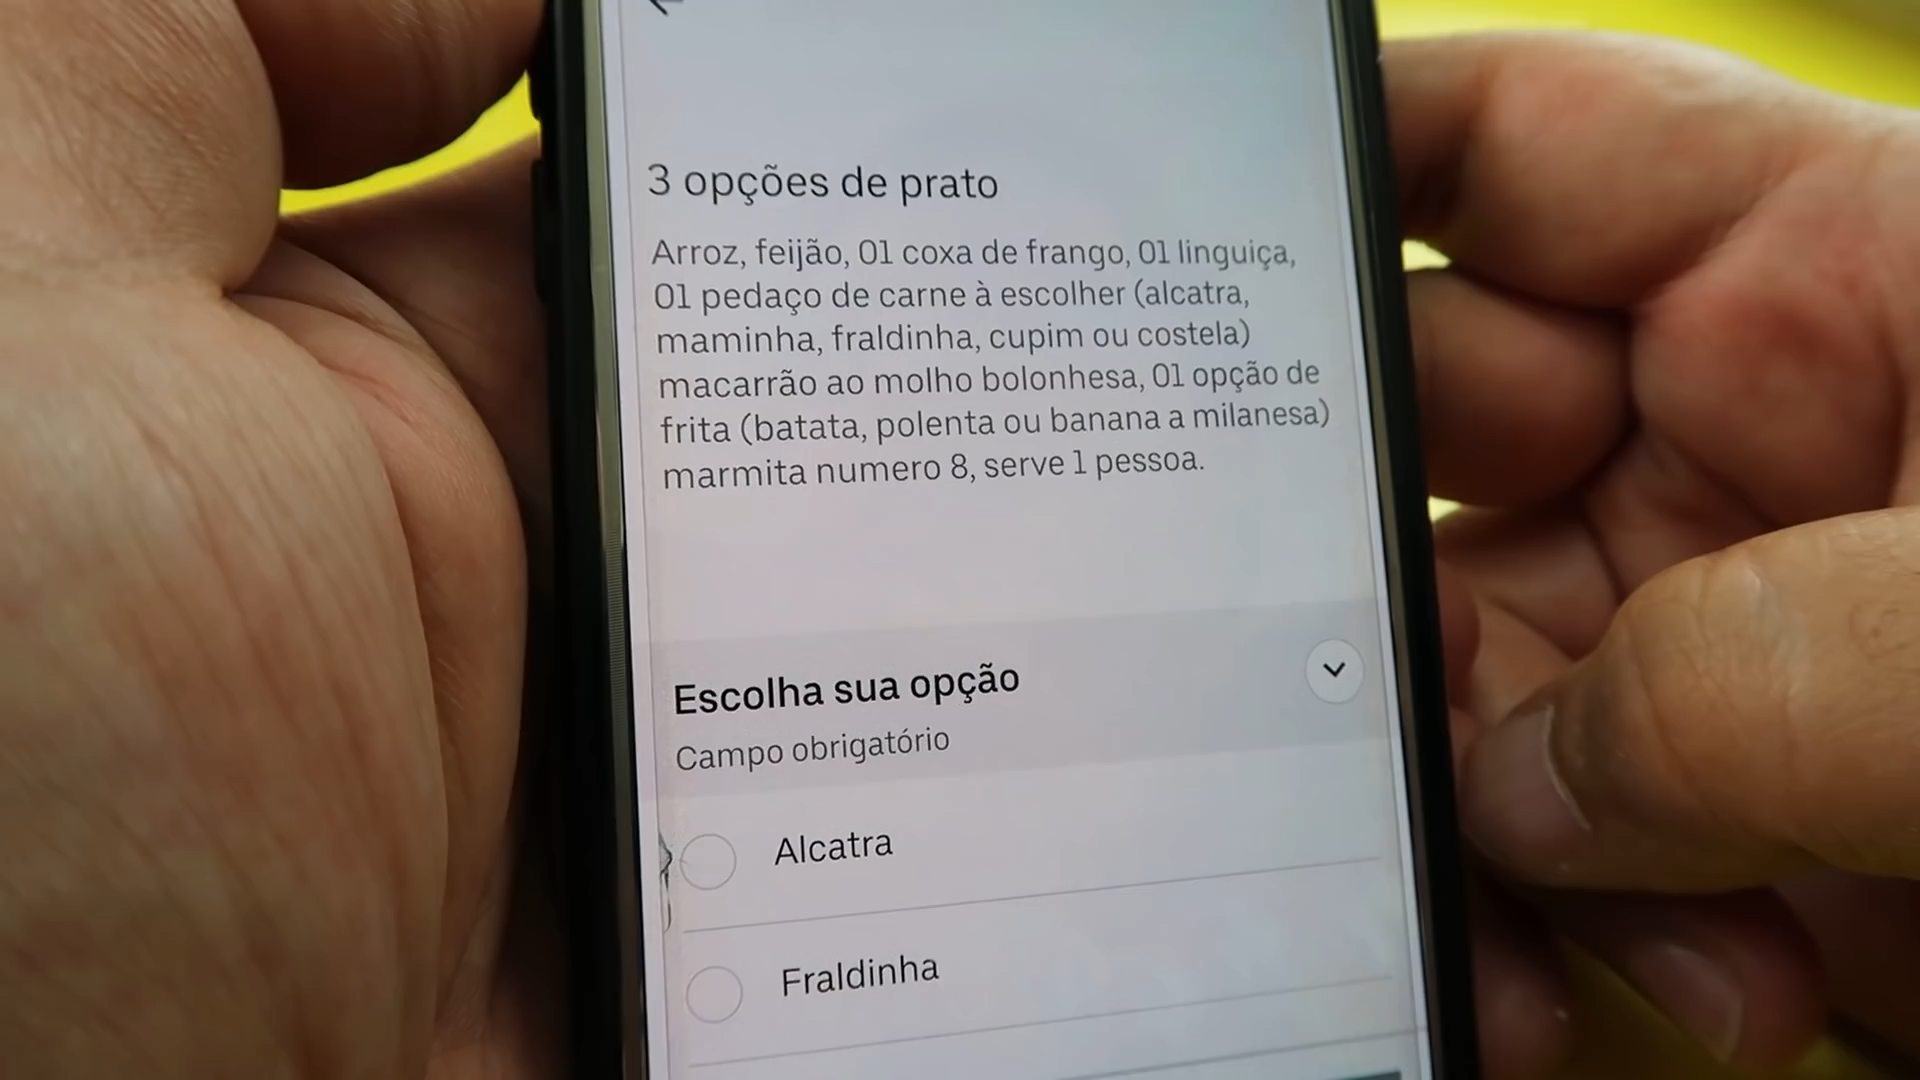 3 opções de prato
Arroz, feijão, 01 coxa de frango, 01 linguiça,
01 pedaço de carne à escolher (alcatra,
maminha, fraldinha, cupim ou costela)
macarrão ao molho bolonhesa, 01 opção de
frita (batata, polenta ou banana a milanesa)
marmita numero 8, serve 1 pessoa.
Escolha sua opção
Campo obrigatório
Alcatra
Fraldinha